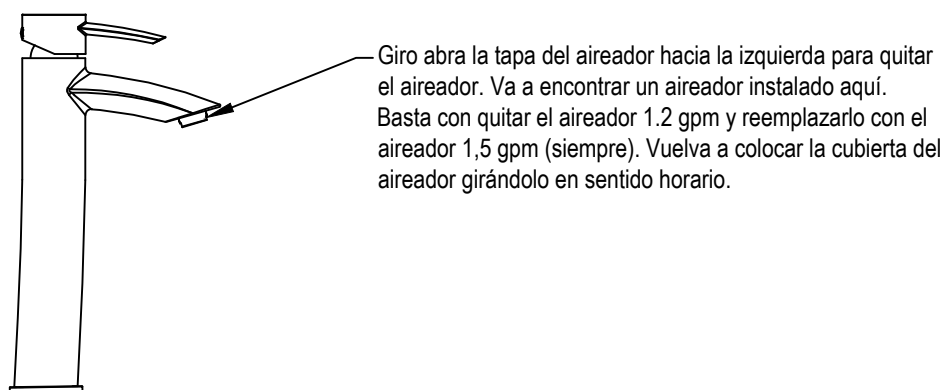 Giro abra la tapa del aireador hacia la izquierda para quitar
el aireador. Va a encontrar un aireador instalado aquí.
Basta con quitar el aireador 1.2 gpm y reemplazarlo con el
aireador 1,5 gpm (siempre). Vuelva a colocar la cubierta del
aireador girándolo en sentido horario.